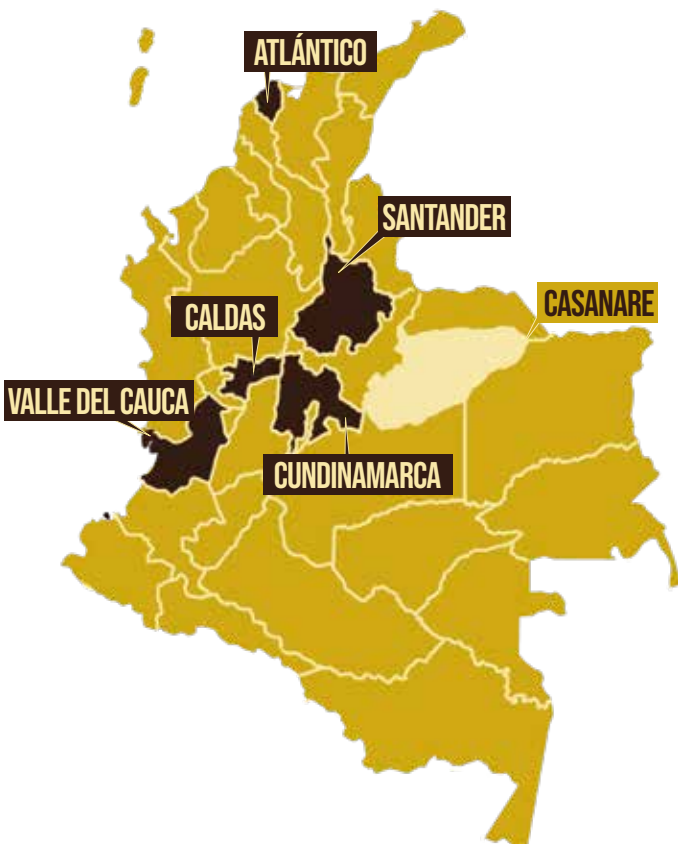 ATLÁNTICO
SANTANDER
CASANARE
CALDAS
VALLE DEL CAUCA
CUNDINAMARCA